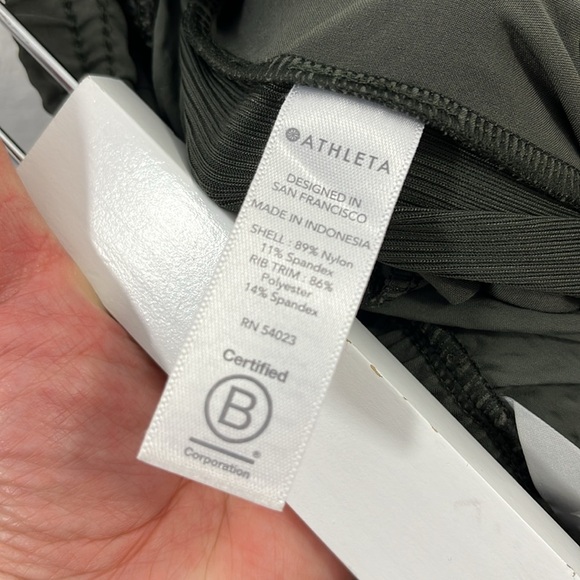 ATHLETA
DESIGNED IN
SAN FRANCISCO
MADE IN INDONESIA
SHELL : 89% Nylon
11% Spandex
RIB TRIM : 86%
Polyester
14% Spandex
RN 54023
Certified
B
Corporation